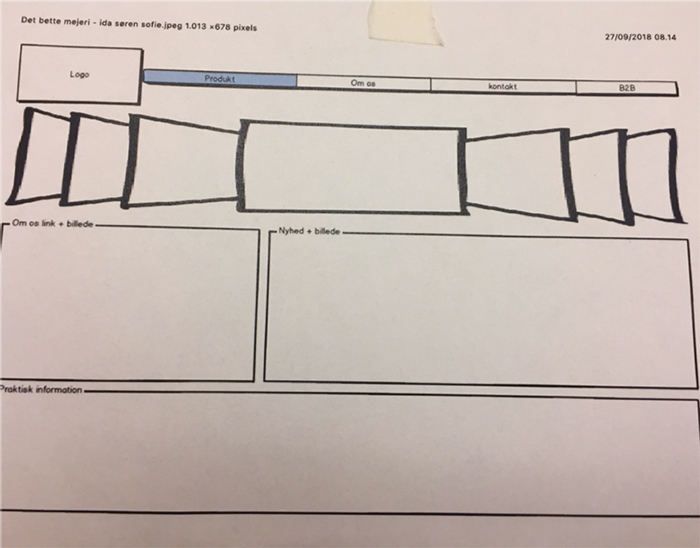 Det bette mejeri - ida søren sofie.jpeg 1.013 ×678 pixels
27/09/2018 08.14
Logo
Produkt
Om os
kontakt
B2B
Om os link + billede
Nyhed + billede
Praktisk information